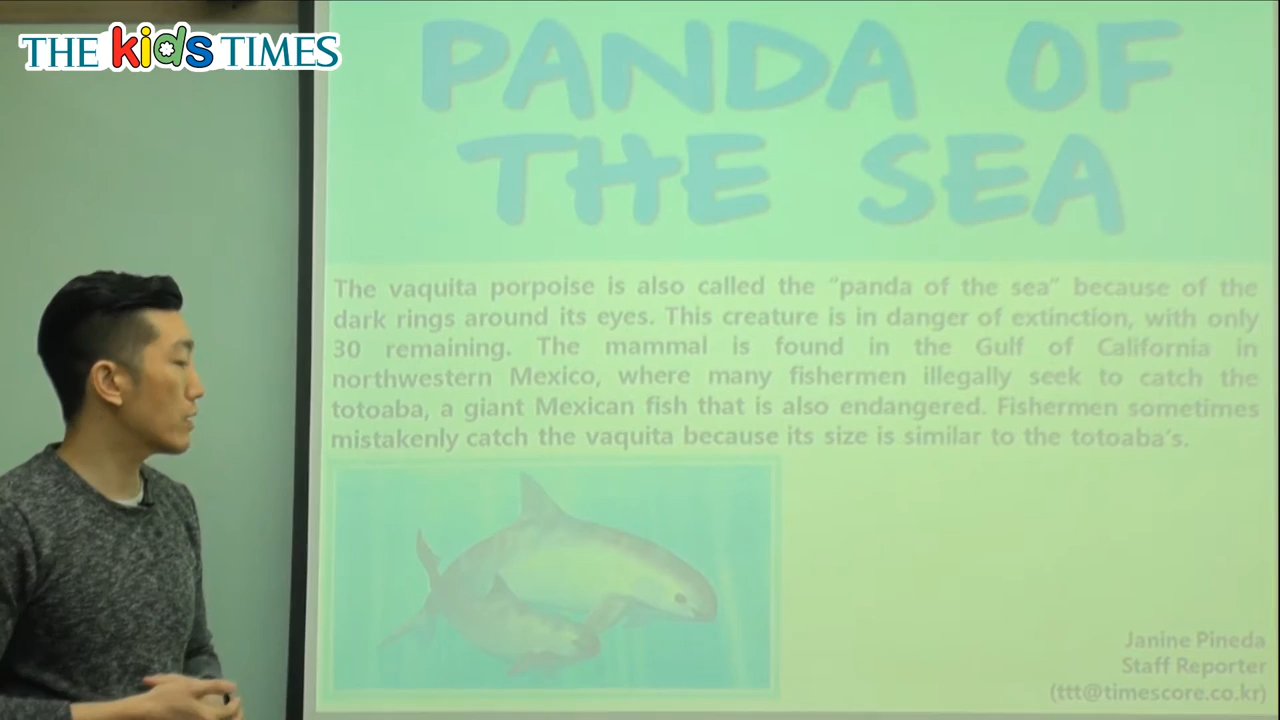 THE kids TIMES
PANDA OF
THE SEA
The vaquita porpoise is also called the “panda of the sea” because of the
dark rings around its eyes. This creature is in danger of extinction, with only
30 remaining. The mammal is found in the Gulf of California in
northwestern Mexico, where many fishermen illegally seek to catch the
totoaba, a giant Mexican fish that is also endangered. Fishermen sometimes
mistakenly catch the vaquita because its size is similar to the totoaba’s.
Janine Pineda
Staff Reporter
(ttt@timescore.co.kr)